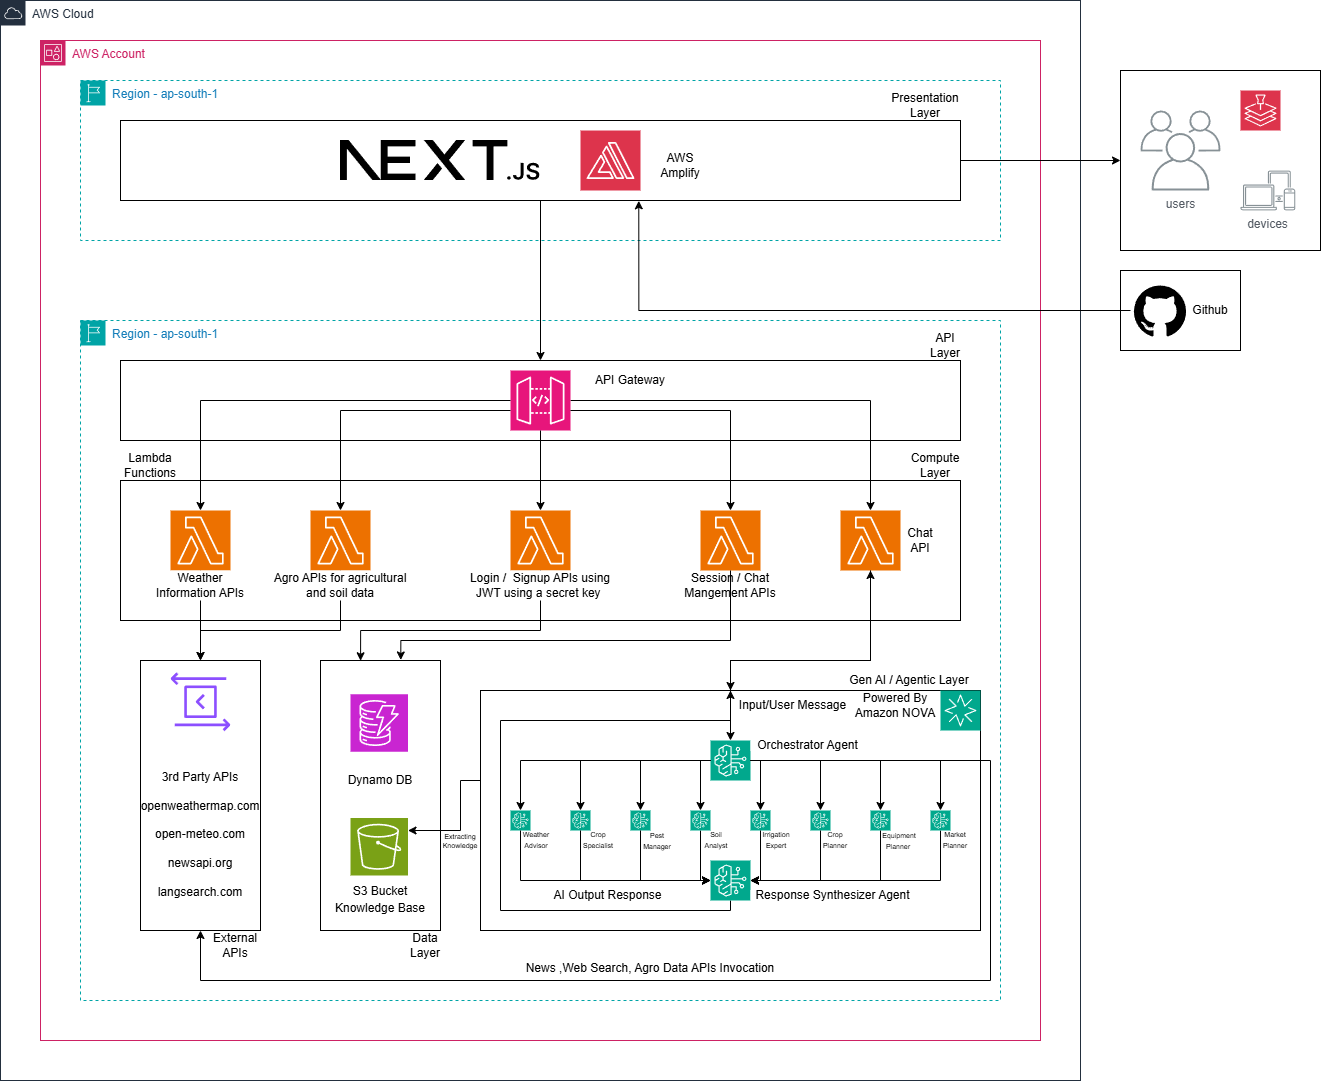 AWS Cloud
AWS Account
Region - ap-south-1
Presentation
Layer
NEXT.JS
AWS
Amplify
users
devices
Github
Region - ap-south-1
API
Layer
API Gateway
Lambda
Functions
Compute
Layer
Weather
Information APIs
Agro APIs for agricultural
and soil data
Login / Signup APIs using
JWT using a secret key
Session / Chat
Mangement APIs
Chat
API
3rd Party APIs
openweathermap.com
open-meteo.com
newsapi.org
langsearch.com
External
APIs
Dynamo DB
S3 Bucket
Knowledge Base
Data
Layer
Extracting
Knowledge
Gen AI / Agentic Layer
Powered By
Amazon NOVA
Input/User Message
Orchestrator Agent
Weather
Advisor
Crop
Specialist
Pest
Manager
Soil
Analyst
Irrigation
Expert
Crop
Planner
Equipment
Planner
Market
Planner
AI Output Response
Response Synthesizer Agent
News ,Web Search, Agro Data APIs Invocation